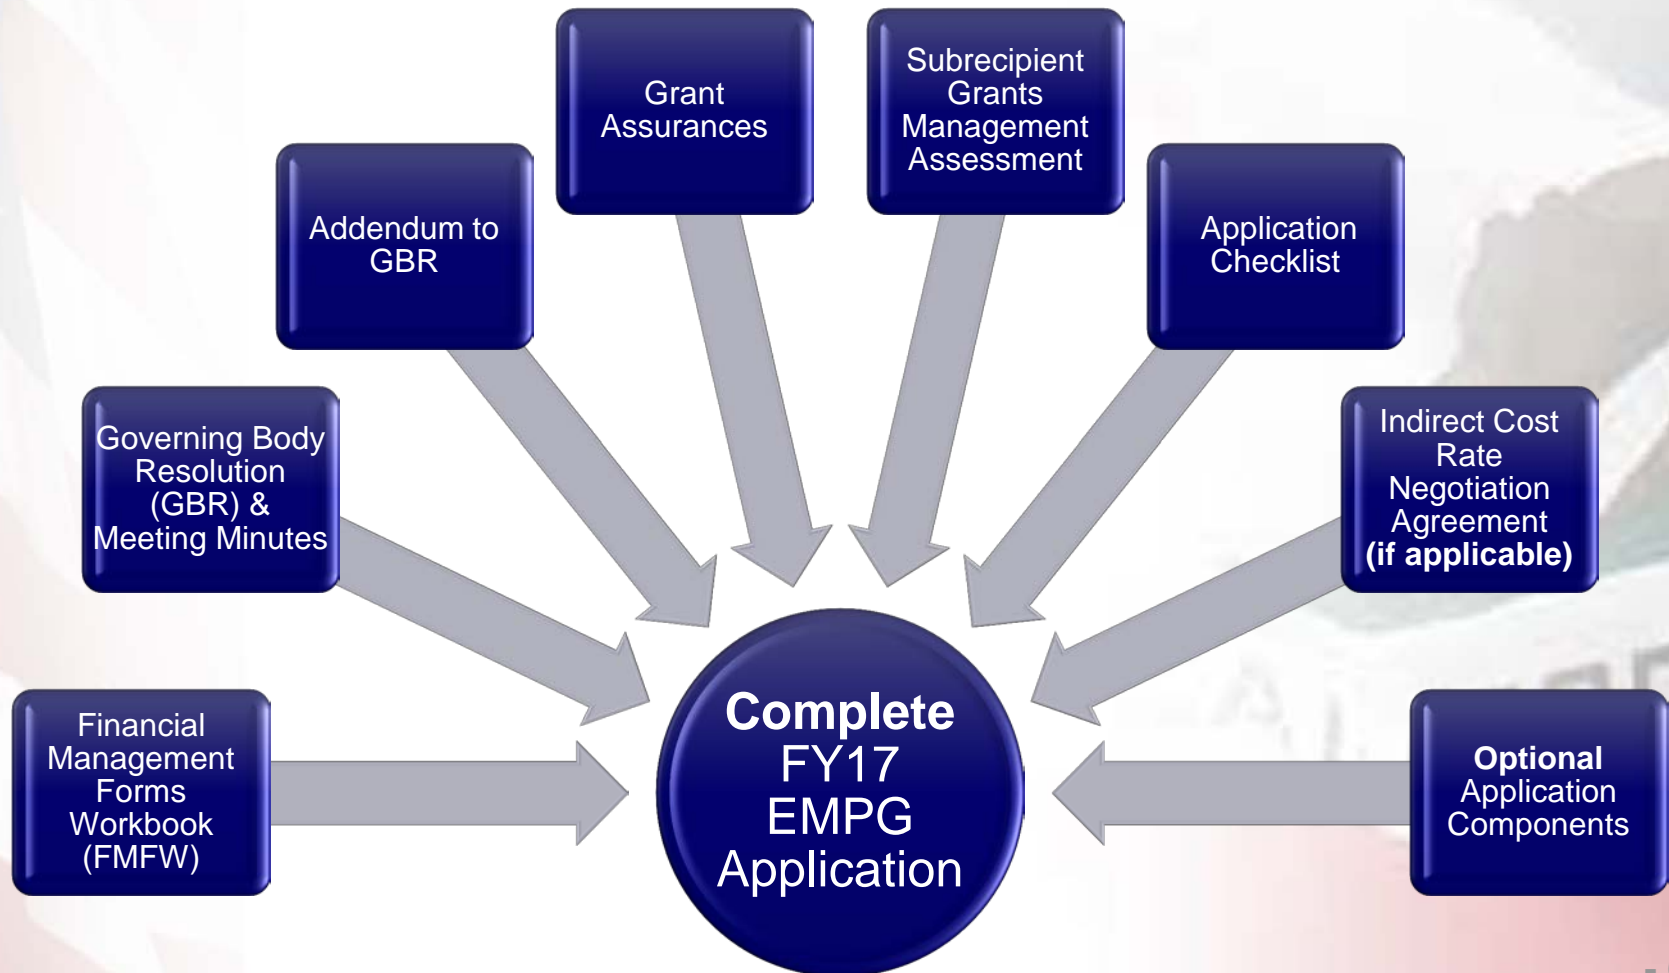 Financial
Management
Forms
Workbook
(FMFW)
Governing Body
Resolution
(GBR) &
Meeting Minutes
Addendum to
GBR
Grant
Assurances
Subrecipient
Grants
Management
Assessment
Application
Checklist
Indirect Cost
Rate
Negotiation
Agreement
(if applicable)
Optional
Application
Components
Complete
FY17
EMPG
Application